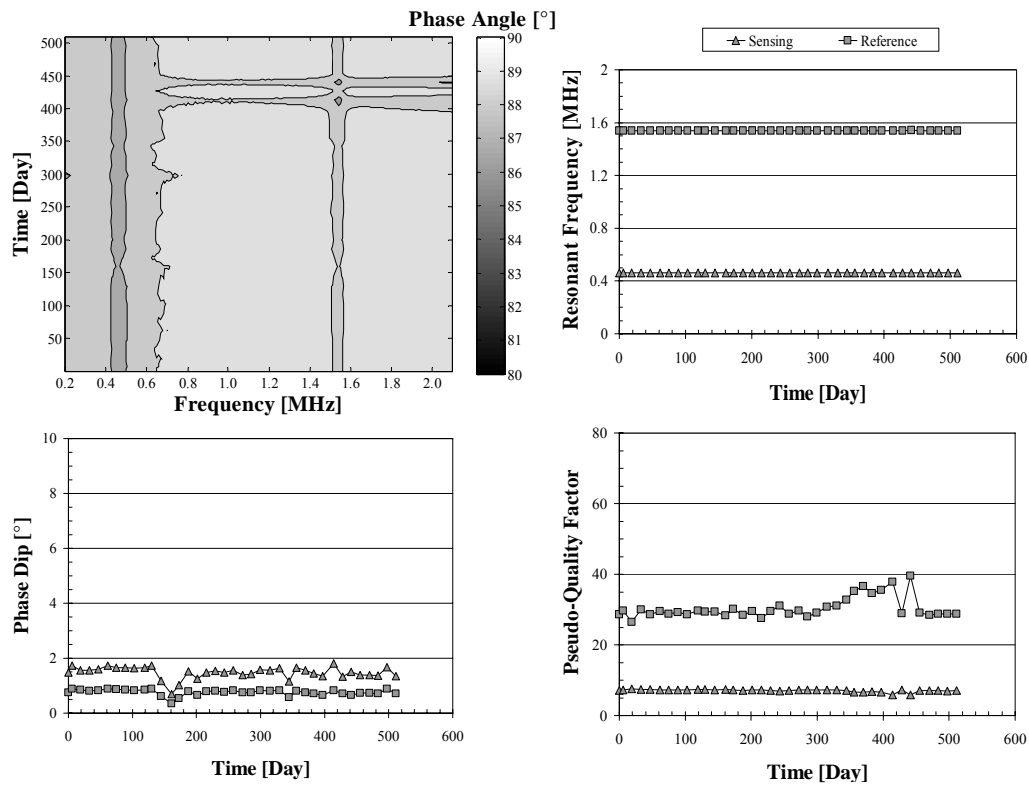 Phase Angle [°]
Sensing
Reference
500
450
400
350
300
250
200
150
100
50
Time [Day]
0.2 0.4 0.6 0.8 1.0 1.2 1.4 1.6 1.8 2.0
Frequency [MHz]
90
89
88
87
86
85
84
83
82
81
80
2
1.6
1.2
0.8
0.4
0
Resonant Frequency [MHz]
0 100 200 300 400 500 600
Time [Day]
10
8
6
4
2
0
Phase Dip [°]
0 100 200 300 400 500 600
Time [Day]
80
60
40
20
0
Pseudo-Quality Factor
0 100 200 300 400 500 600
Time [Day]